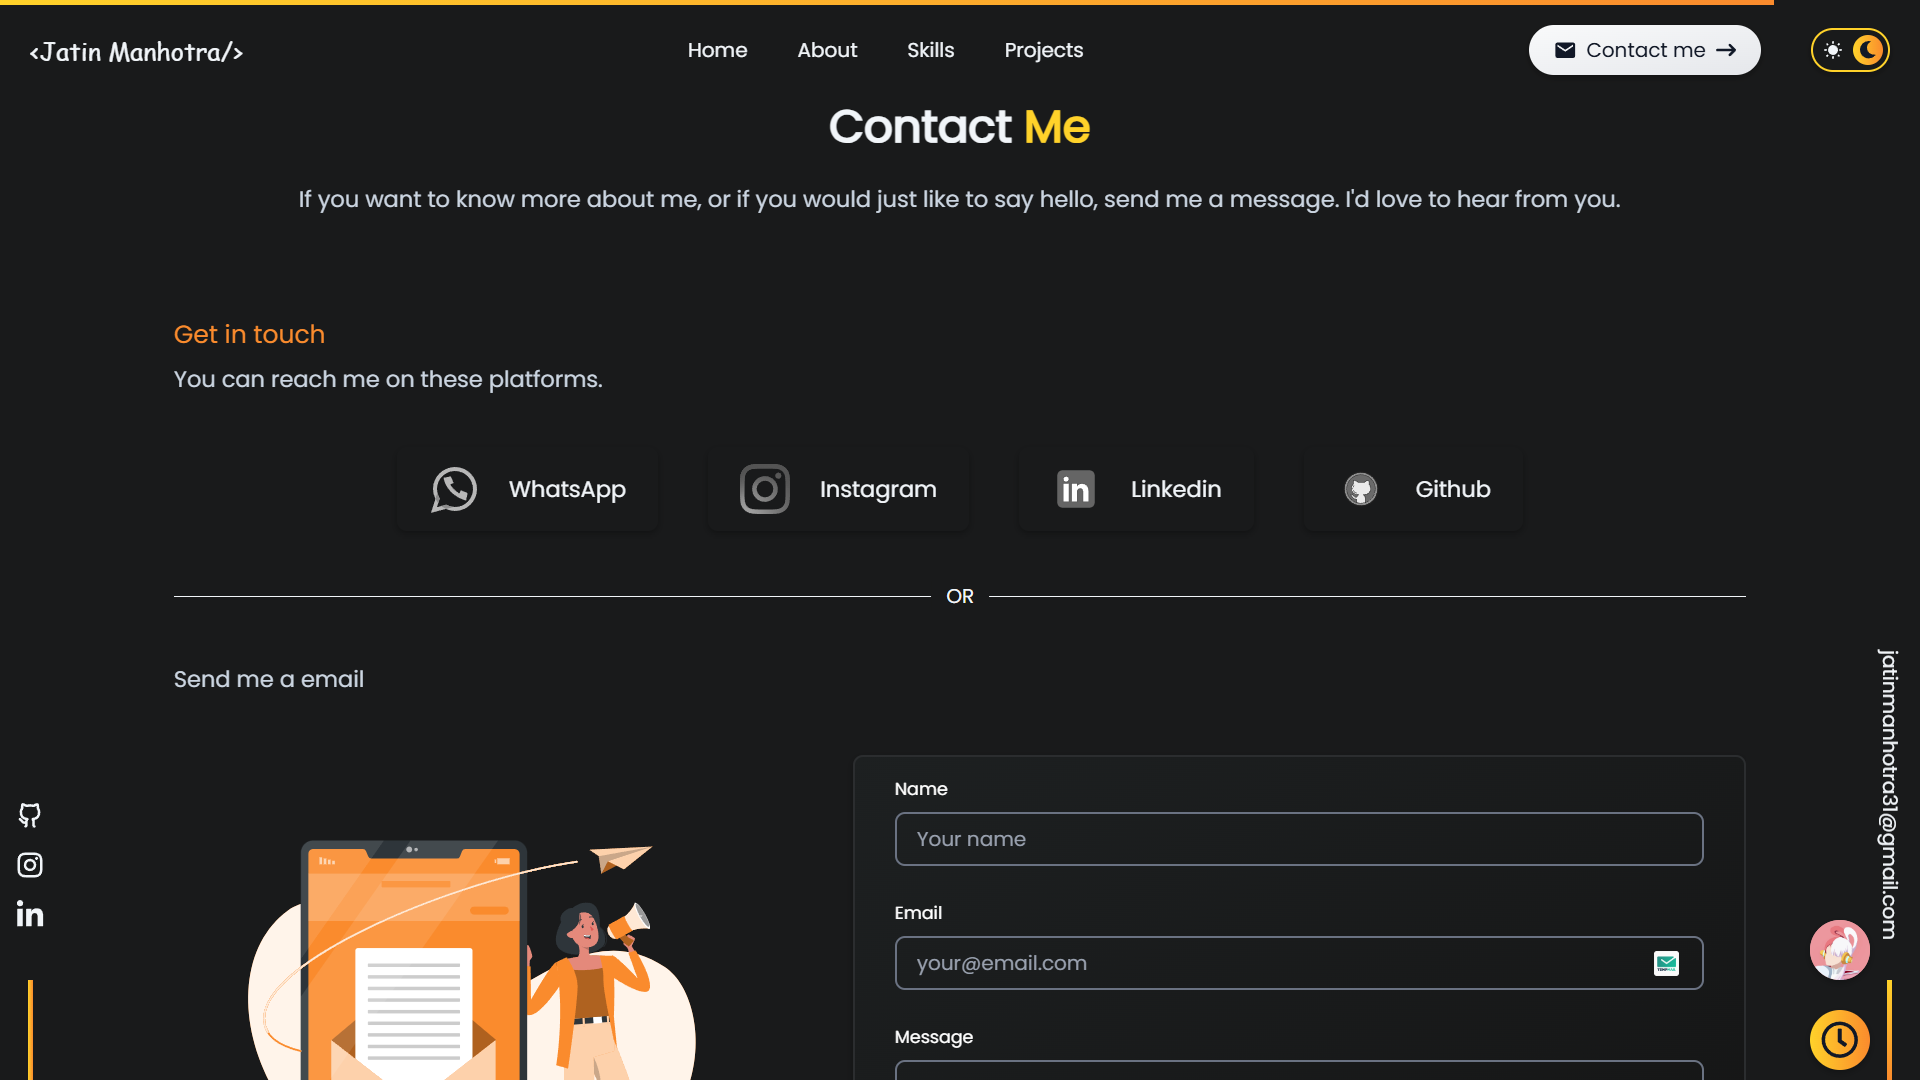 <Jatin Manhotra/>
Home About Skills Projects
Contact me
Contact Me
If you want to know more about me, or if you would just like to say hello, send me a message. I'd love to hear from you.
Get in touch
You can reach me on these platforms.
WhatsApp Instagram Linkedin Github
OR
Send me a email
Name
Your name
Email
your@email.com
Message
jatinmanhotra31@gmail.com